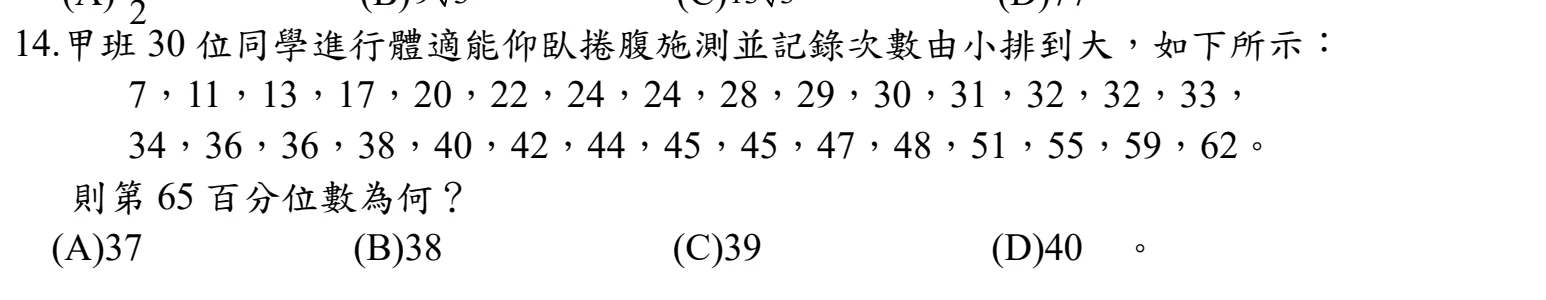 2
14.甲班 30 位同學進行體適能仰臥捲腹施測並記錄次數由小排到大，如下所示：
7，11，13，17，20，22，24，24，28，29，30，31，32，32，33，
34，36，36，38，40，42，44，45，45，47，48，51，55，59，62。
則第 65 百分位數為何？
(A)37 (B)38 (C)39 (D)40 。